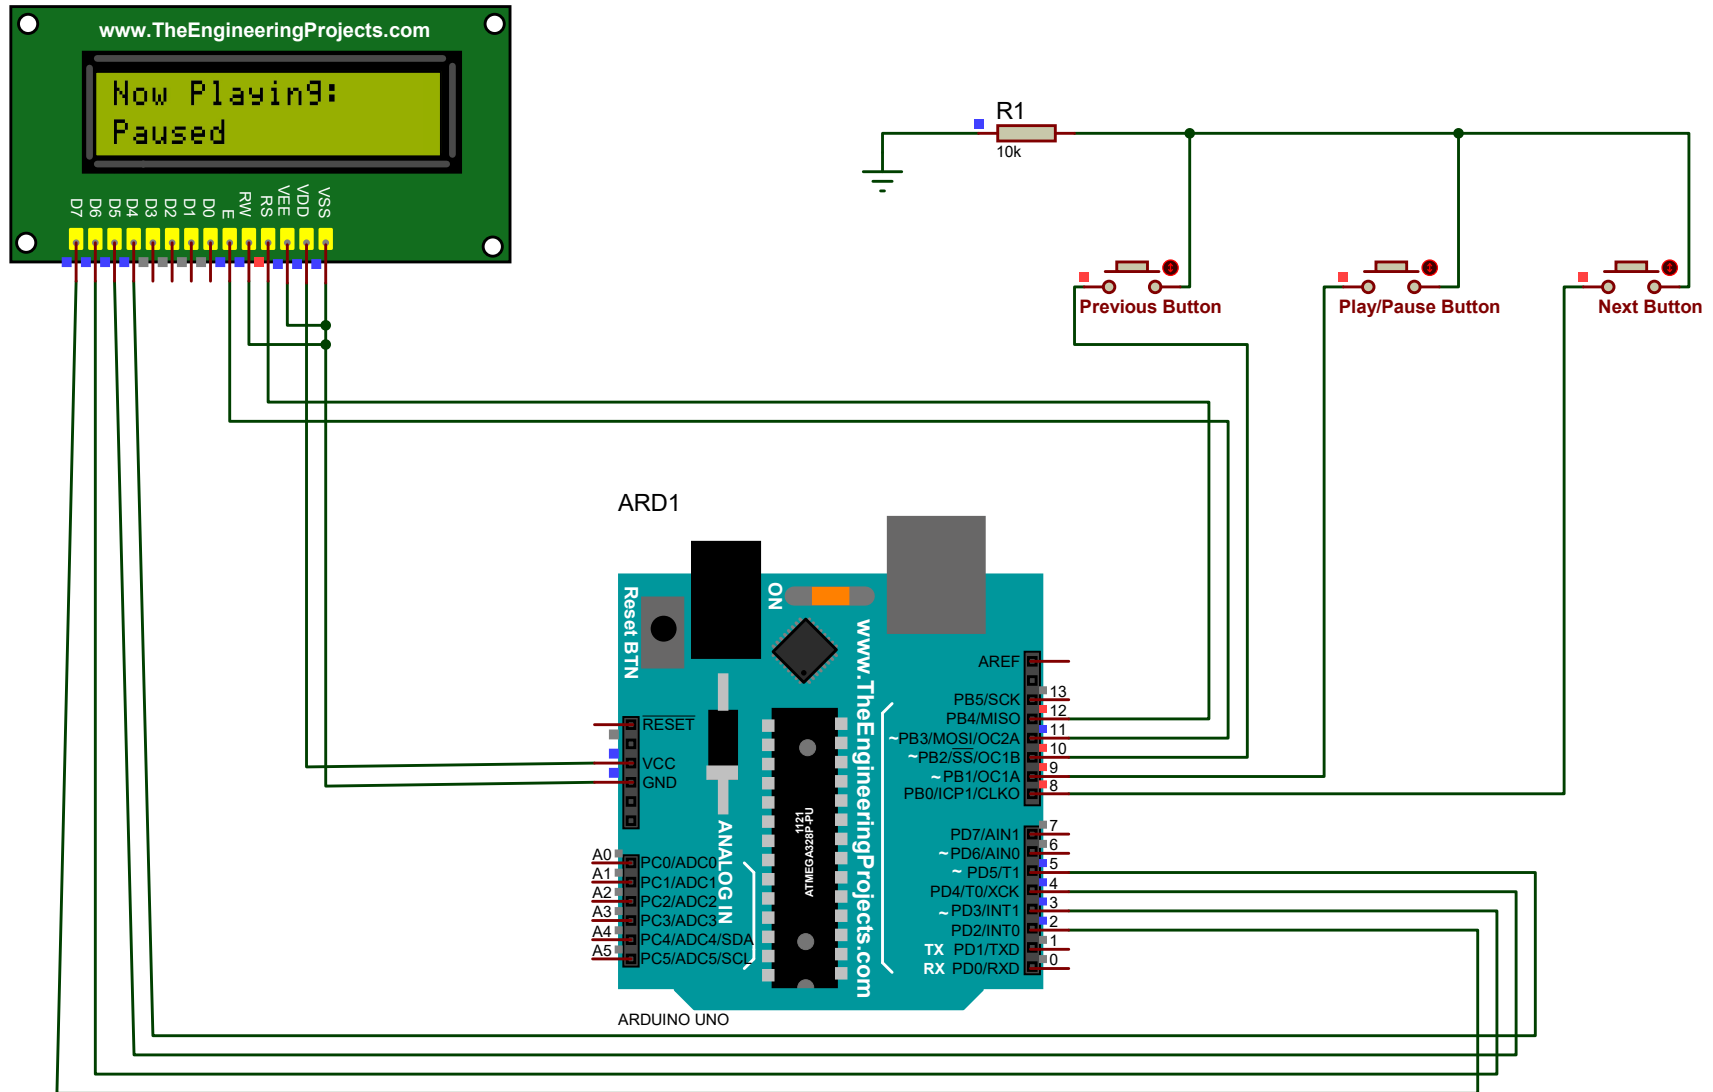 www.TheEngineeringProjects.com
Now Playing:
Paused
D7 D6 D5 D4 D3 D2 D1 D0 E RW RS VEE VDD VSS
R1
10k
Previous Button
Play/Pause Button
Next Button
ARD1
Reset BTN
ON
www.TheEngineeringProjects.com
ANALOG IN
1121
ATMEGA328P-PU
RESET
VCC
GND
A0 PC0/ADC0
A1 PC1/ADC1
A2 PC2/ADC2
A3 PC3/ADC3
A4 PC4/ADC4/SDA
A5 PC5/ADC5/SCL
AREF
PB5/SCK 13
PB4/MISO 12
~PB3/MOSI/OC2A 11
~PB2/SS/OC1B 10
~PB1/OC1A 9
PB0/ICP1/CLKO 8
PD7/AIN1 7
~PD6/AIN0 6
~PD5/T1 5
PD4/T0/XCK 4
~PD3/INT1 3
PD2/INT0 2
TX PD1/TXD 1
RX PD0/RXD 0
ARDUINO UNO